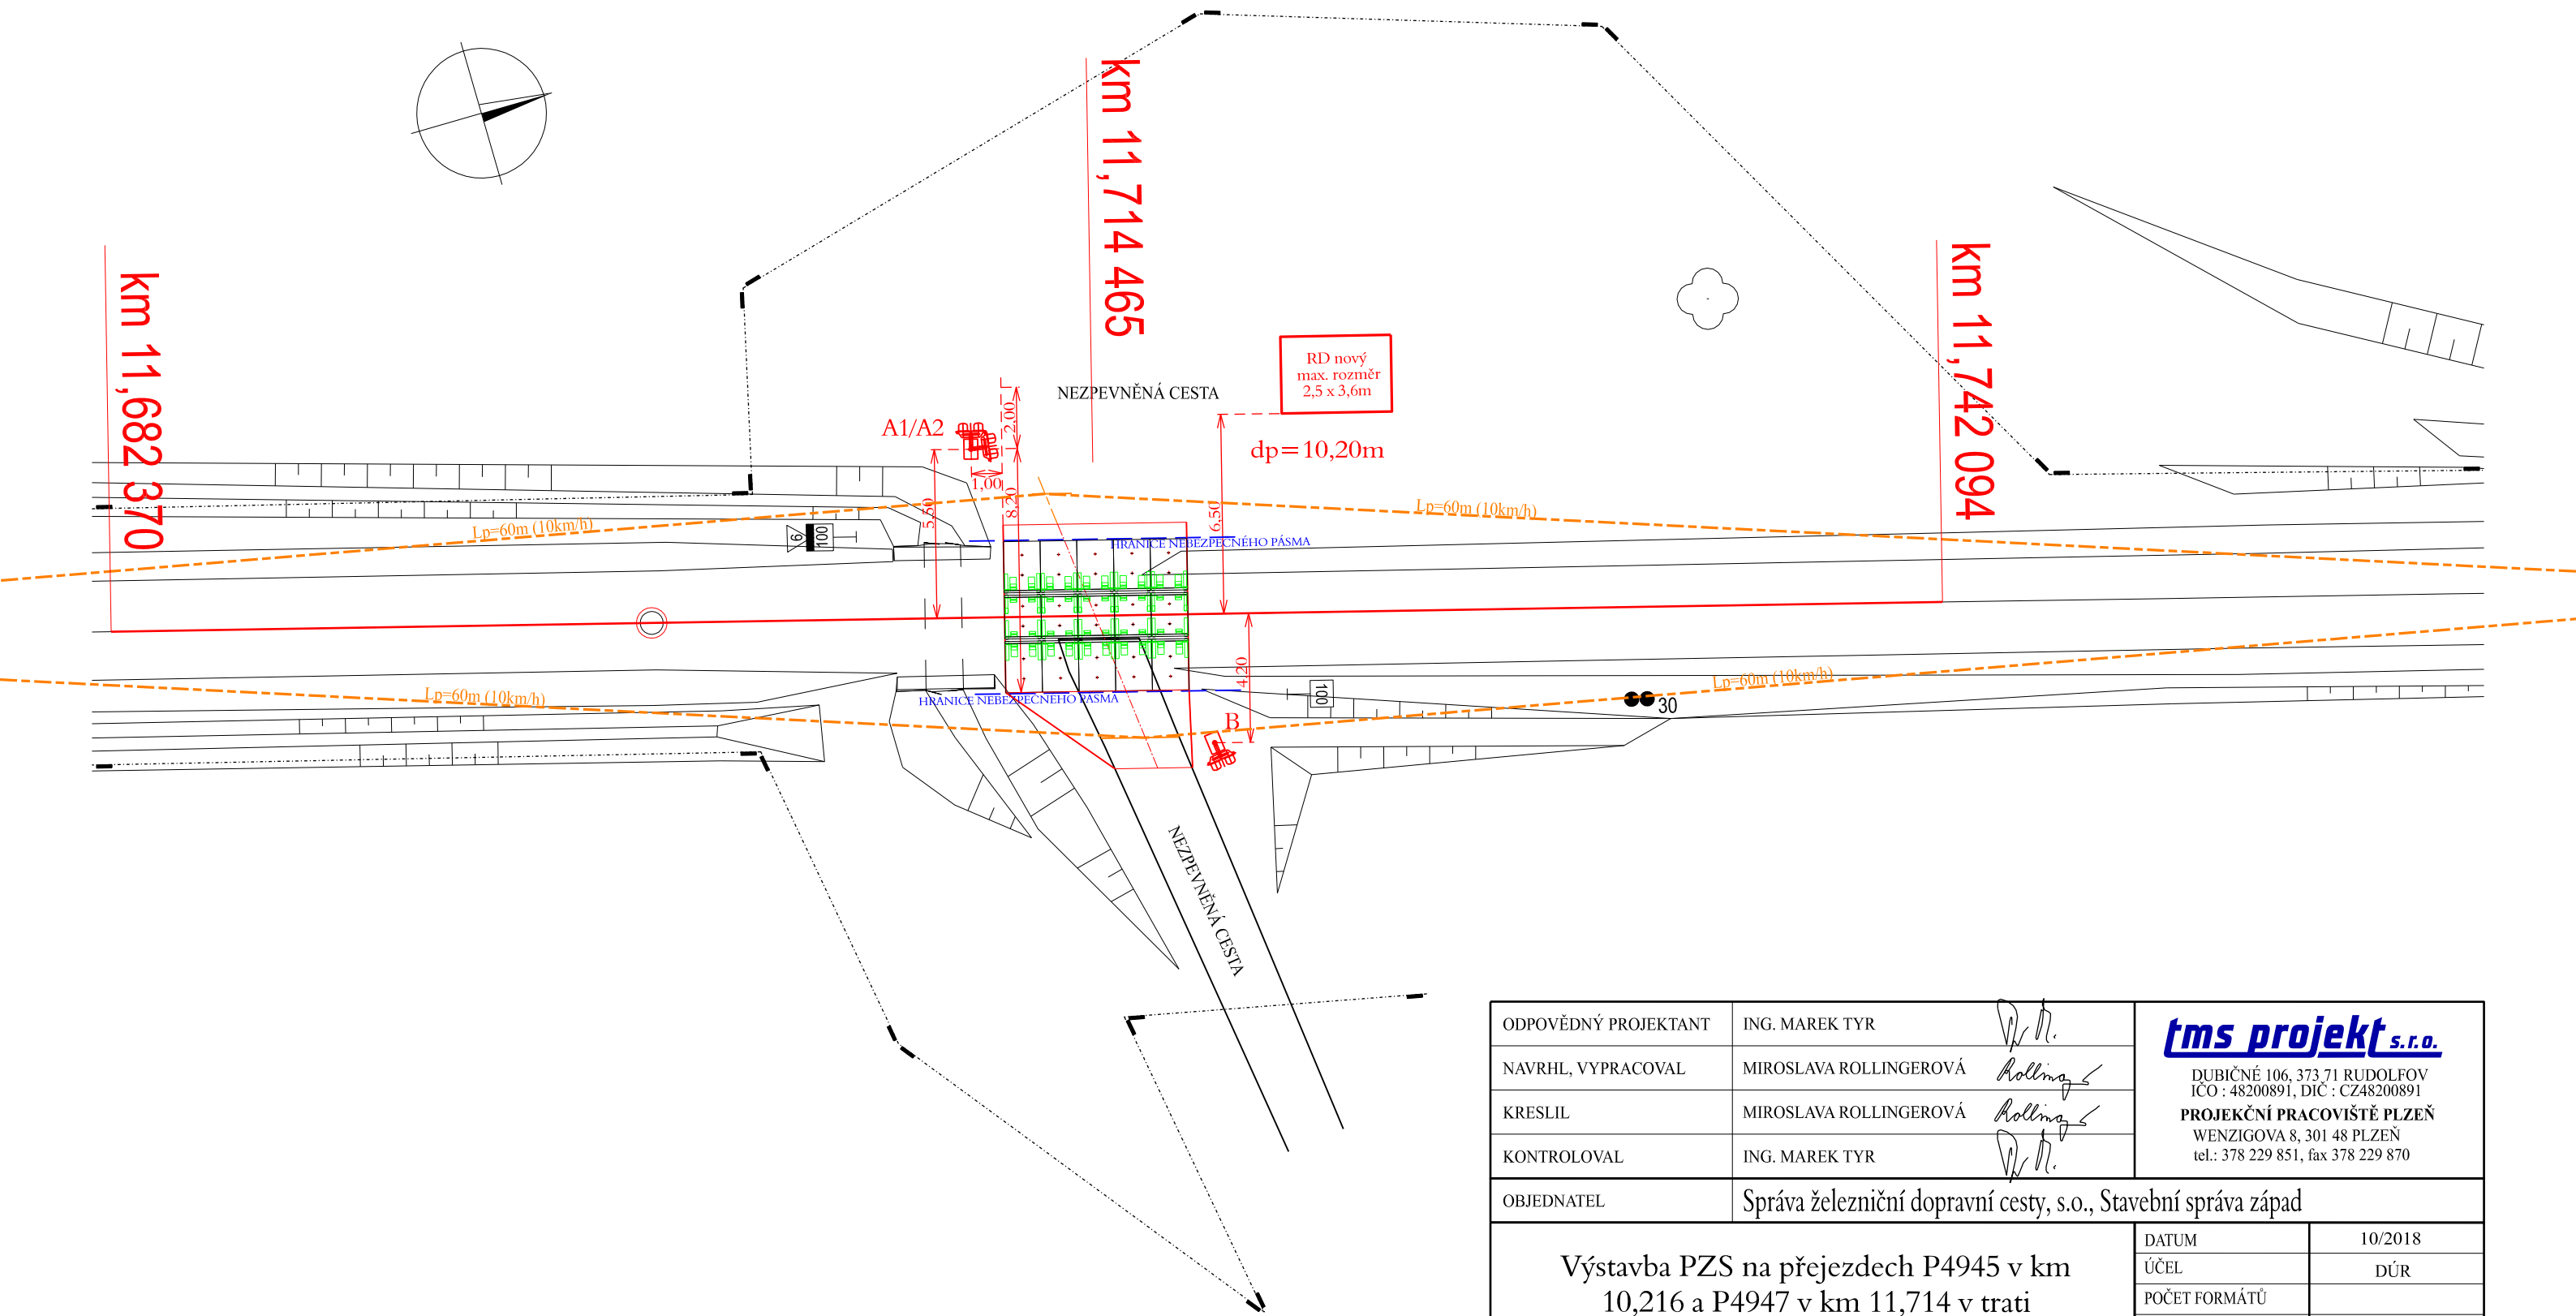 km 11,682 370
km 11,714 465
km 11,742 094
RD nový
max. rozměr
2,5 x 3,6m
NEZPEVNĚNÁ CESTA
A1/A2
2,00
dp=10,20m
1,00
5,50
8,20
6,50
Lp=60m (10km/h)
Lp=60m (10km/h)
6
100
HRANICE NEBEZPEČNÉHO PÁSMA
4,20
Lp=60m (10km/h)
Lp=60m (10km/h)
HRANICE NEBEZPEČNÉHO PÁSMA
100
30
B
NEZPEVNĚNÁ CESTA
ODPOVĚDNÝ PROJEKTANT ING. MAREK TYR
NAVRHL, VYPRACOVAL MIROSLAVA ROLLINGEROVÁ
KRESLIL MIROSLAVA ROLLINGEROVÁ
KONTROLOVAL ING. MAREK TYR
tms projekt s.r.o.
DUBIČNÉ 106, 373 71 RUDOLFOV
IČO : 48200891, DIČ : CZ48200891
PROJEKČNÍ PRACOVIŠTĚ PLZEŇ
WENZIGOVA 8, 301 48 PLZEŇ
tel.: 378 229 851, fax 378 229 870
OBJEDNATEL Správa železniční dopravní cesty, s.o., Stavební správa západ
Výstavba PZS na přejezdech P4945 v km
10,216 a P4947 v km 11,714 v trati
DATUM 10/2018
ÚČEL DÚR
POČET FORMÁTŮ